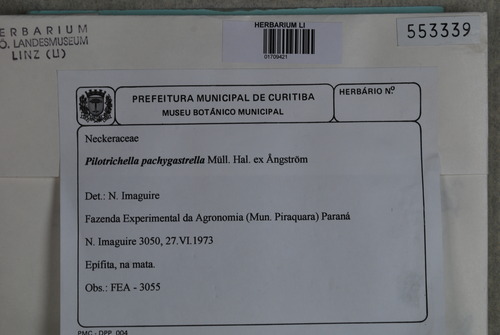 ERBARIUM
Ö. LANDESMUSEUM
LINZ (U)
HERBARIUM LI
01709421
553339
PREFEITURA MUNICIPAL DE CURITIBA
MUSEU BOTÂNICO MUNICIPAL
HERBÁRIO Nº
Neckeraceae
Pilotrichella pachygastrella Müll. Hal. ex Ångström
Det.: N. Imaguire
Fazenda Experimental da Agronomia (Mun. Piraquara) Paraná
N. Imaguire 3050, 27.VI.1973
Epífita, na mata.
Obs.: FEA - 3055
PMC - DPP 004